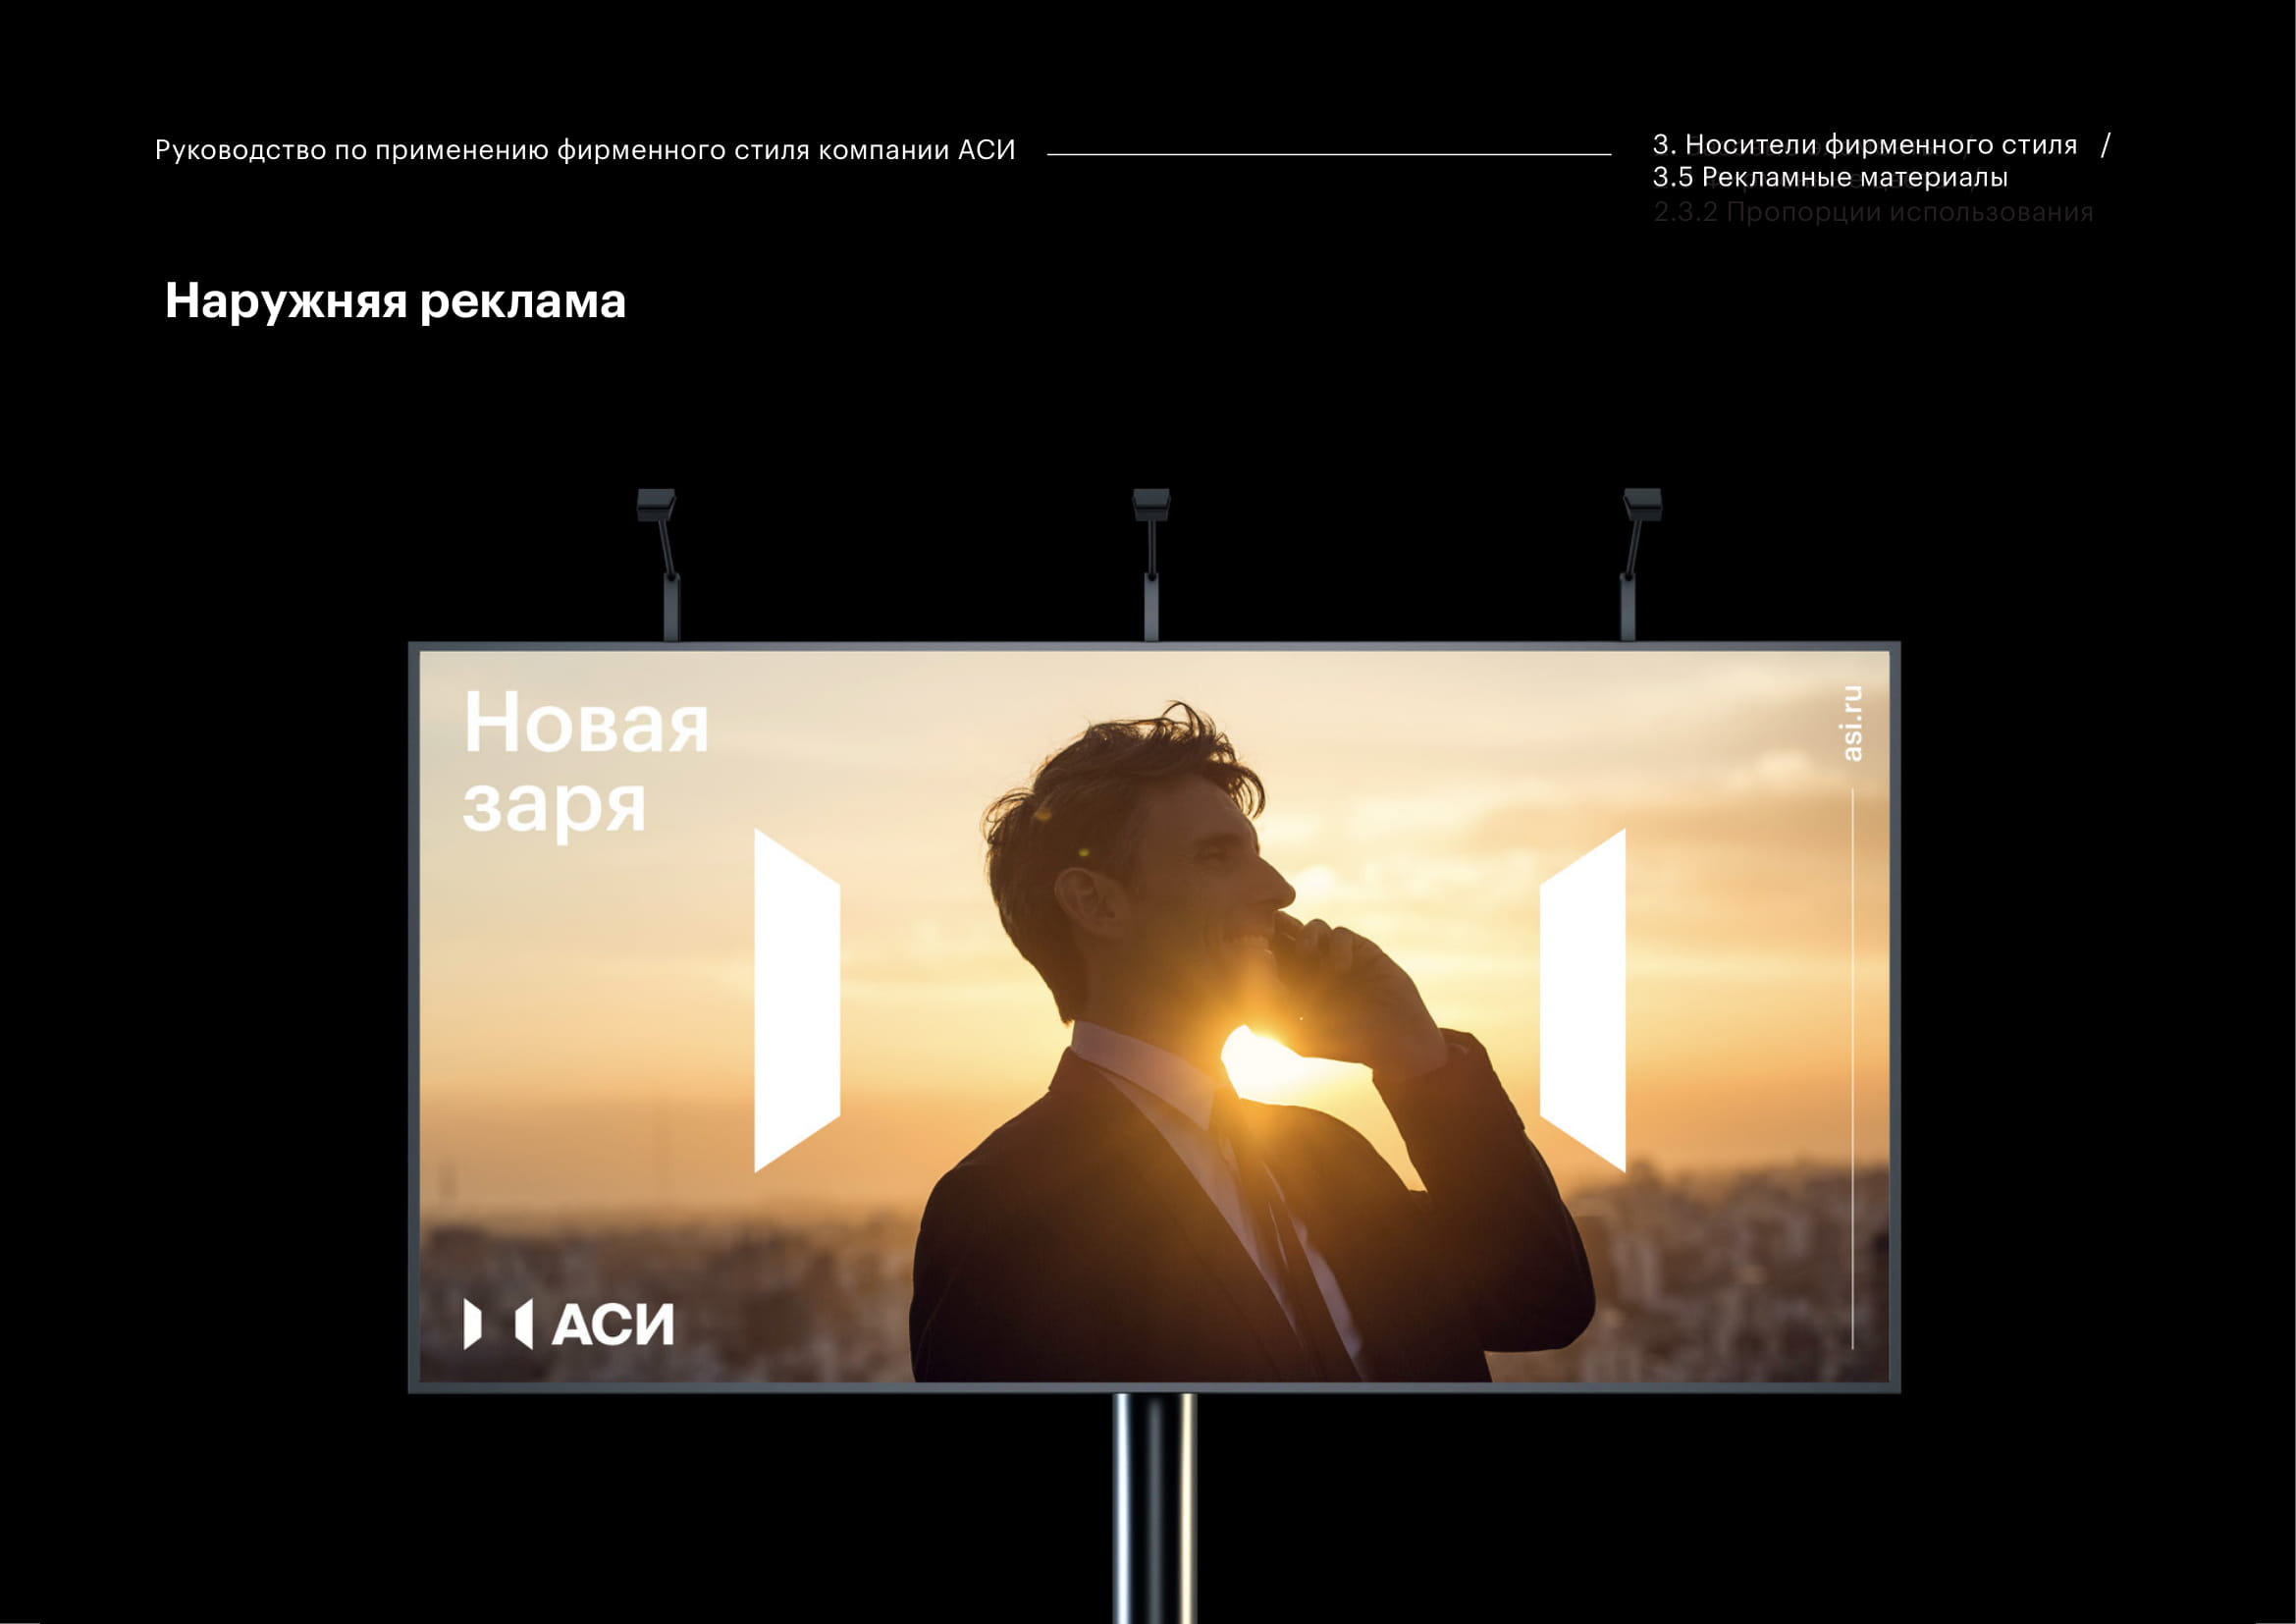 Руководство по применению фирменного стиля компании АСИ
3. Носители фирменного стиля /
3.5 Рекламные материалы
2.3.2 Пропорции использования
Наружняя реклама
Новая
заря
asi.ru
АСИ